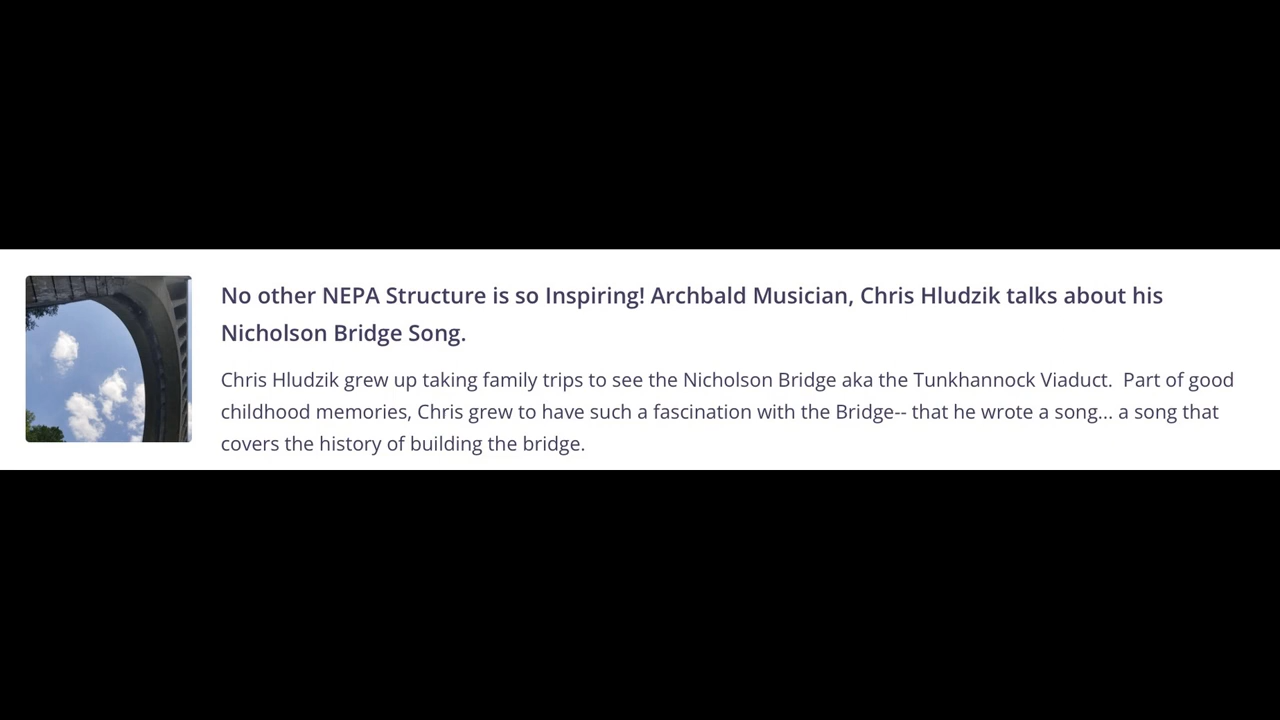 No other NEPA Structure is so Inspiring! Archbald Musician, Chris Hludzik talks about his
Nicholson Bridge Song.
Chris Hludzik grew up taking family trips to see the Nicholson Bridge aka the Tunkhannock Viaduct.  Part of good
childhood memories, Chris grew to have such a fascination with the Bridge-- that he wrote a song... a song that
covers the history of building the bridge.